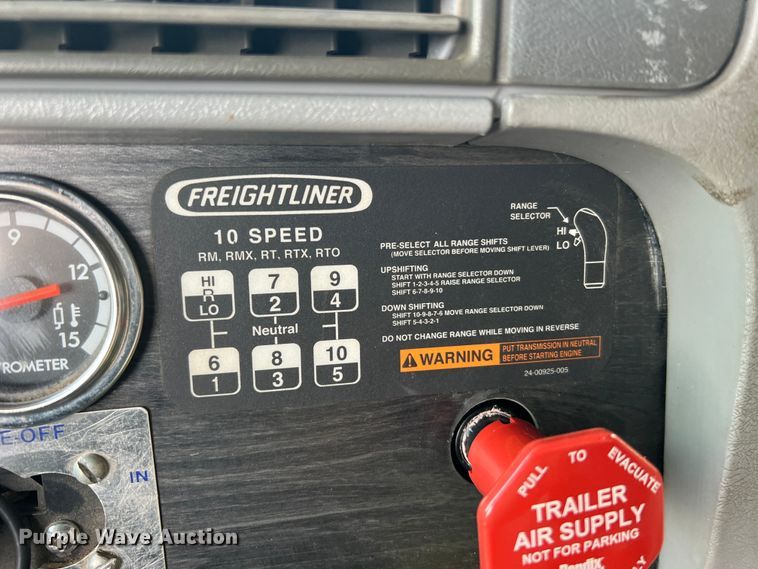 FREIGHTLINER
10 SPEED
RM, RMX, RT, RTX, RTO
HI
R
LO
7
2
9
4
Neutral
6
1
8
3
10
5
RANGE
SELECTOR
HI
LO
PRE-SELECT ALL RANGE SHIFTS
(MOVE SELECTOR BEFORE MOVING SHIFT LEVER)
UPSHIFTING
START WITH RANGE SELECTOR DOWN
SHIFT 1-2-3-4-5 RAISE RANGE SELECTOR
SHIFT 6-7-8-9-10
DOWN SHIFTING
SHIFT 10-9-8-7-6 MOVE RANGE SELECTOR DOWN
SHIFT 5-4-3-2-1
DO NOT CHANGE RANGE WHILE MOVING IN REVERSE
WARNING
PUT TRANSMISSION IN NEUTRAL
BEFORE STARTING ENGINE
24-00925-005
9
12
15
YROMETER
E-OFF
IN
PULL TO EVACUATE
TRAILER
AIR SUPPLY
NOT FOR PARKING
Bendix
Purple Wave Auction